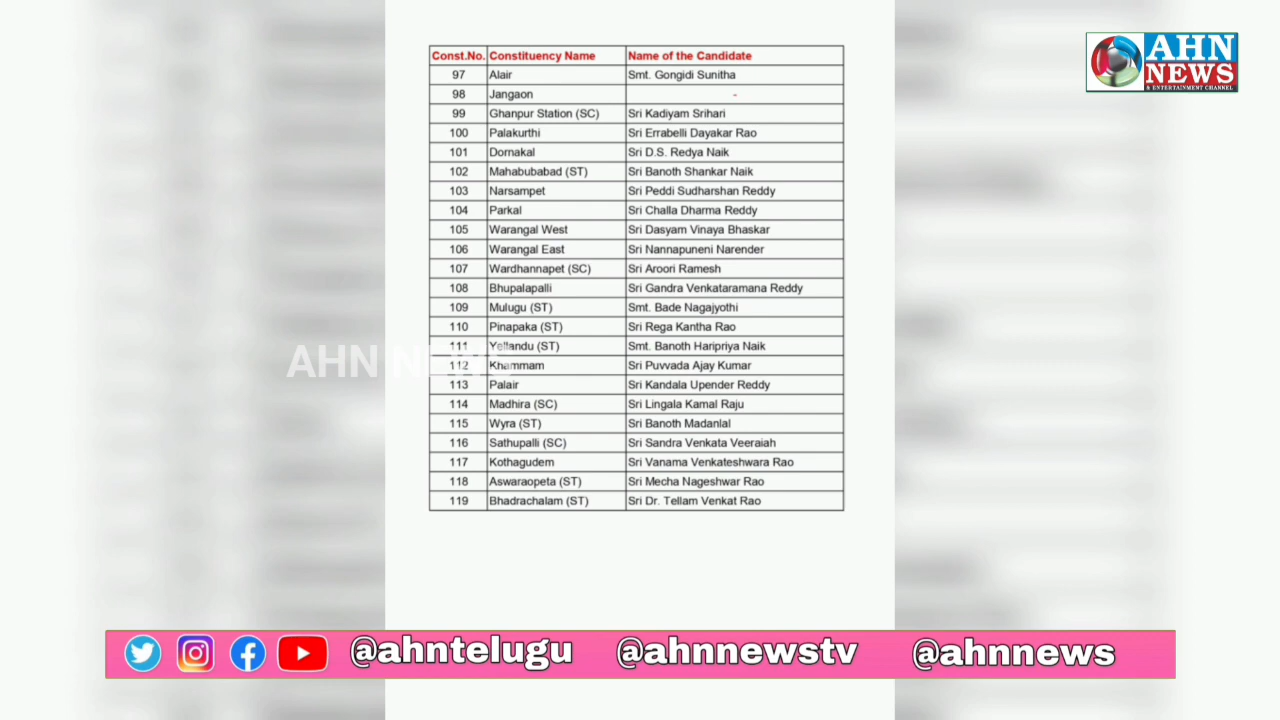 AHN
NEWS
& ENTERTAINMENT CHANNEL
Const.No. Constituency Name Name of the Candidate
97 Alair Smt. Gongidi Sunitha
98 Jangaon -
99 Ghanpur Station (SC) Sri Kadiyam Srihari
100 Palakurthi Sri Errabelli Dayakar Rao
101 Dornakal Sri D.S. Redya Naik
102 Mahabubabad (ST) Sri Banoth Shankar Naik
103 Narsampet Sri Peddi Sudharshan Reddy
104 Parkal Sri Challa Dharma Reddy
105 Warangal West Sri Dasyam Vinaya Bhaskar
106 Warangal East Sri Nannapuneni Narender
107 Wardhannapet (SC) Sri Aroori Ramesh
108 Bhupalapalli Sri Gandra Venkataramana Reddy
109 Mulugu (ST) Smt. Bade Nagajyothi
110 Pinapaka (ST) Sri Rega Kantha Rao
111 Yellandu (ST) Smt. Banoth Haripriya Naik
AHN NEWS
112 Khammam Sri Puvvada Ajay Kumar
113 Palair Sri Kandala Upender Reddy
114 Madhira (SC) Sri Lingala Kamal Raju
115 Wyra (ST) Sri Banoth Madanlal
116 Sathupalli (SC) Sri Sandra Venkata Veeraiah
117 Kothagudem Sri Vanama Venkateshwara Rao
118 Aswaraopeta (ST) Sri Mecha Nageshwar Rao
119 Bhadrachalam (ST) Sri Dr. Tellam Venkat Rao
@ahntelugu @ahnnewstv @ahnnews